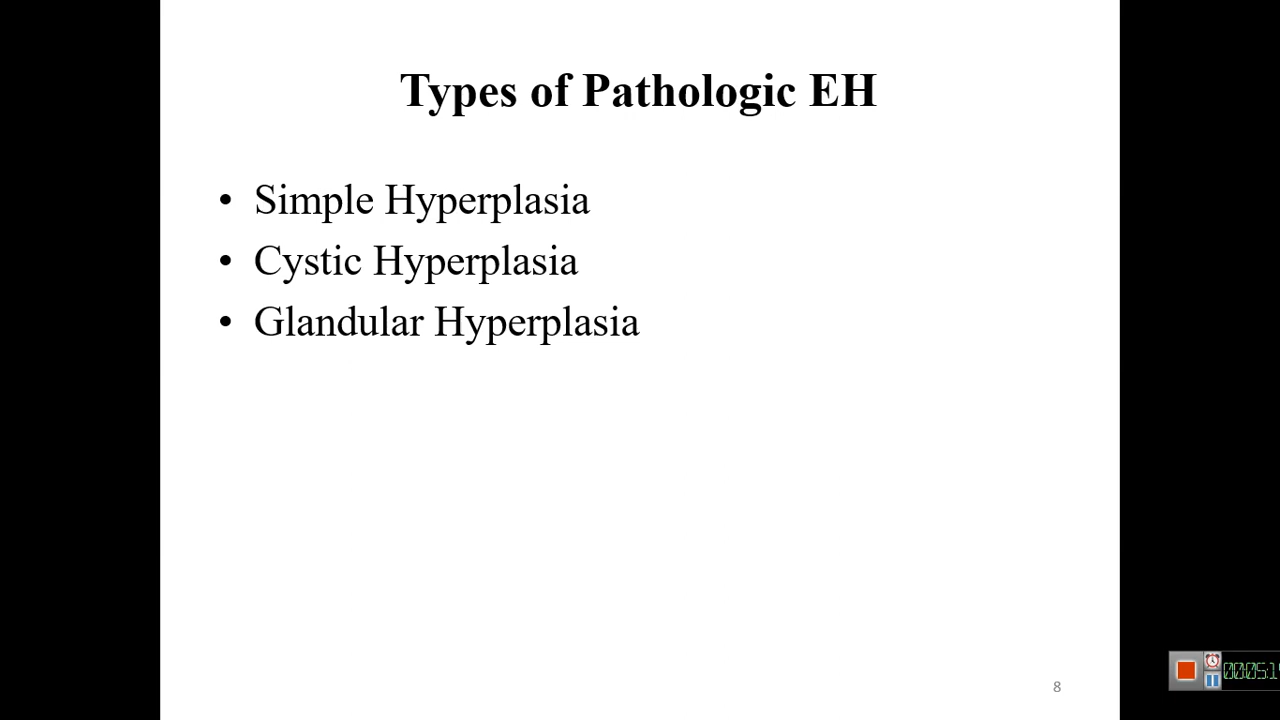 Types of Pathologic EH
• Simple Hyperplasia
• Cystic Hyperplasia
• Glandular Hyperplasia
8